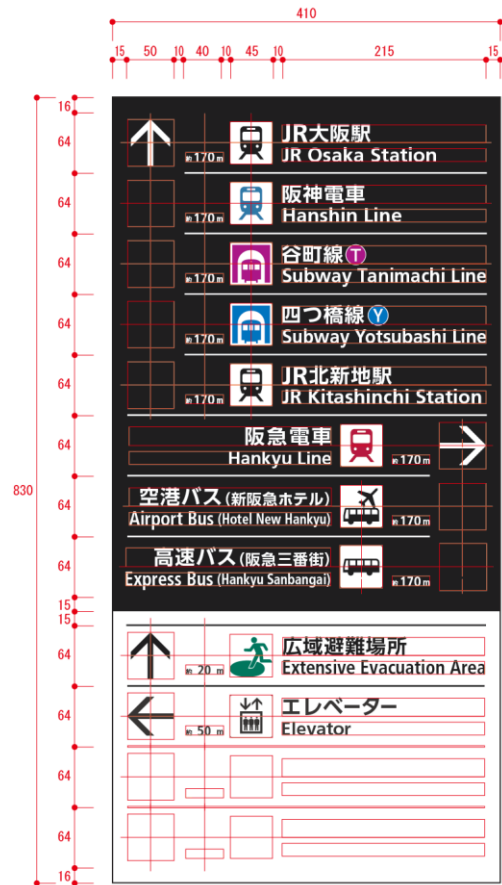 410
15 50 10 40 10 45 10 215 15
16
64
JR大阪駅
約170m
JR Osaka Station
64
阪神電車
約170m
Hanshin Line
64
谷町線 T
約170m
Subway Tanimachi Line
64
四つ橋線 Y
約170m
Subway Yotsubashi Line
64
JR北新地駅
約170m
JR Kitashinchi Station
64
阪急電車
Hankyu Line
約170m
830
64
空港バス(新阪急ホテル)
Airport Bus (Hotel New Hankyu)
約170m
64
高速バス(阪急三番街)
Express Bus (Hankyu Sanbangai)
約170m
15
15
64
広域避難場所
約 20 m
Extensive Evacuation Area
64
エレベーター
約 50 m
Elevator
64
64
16